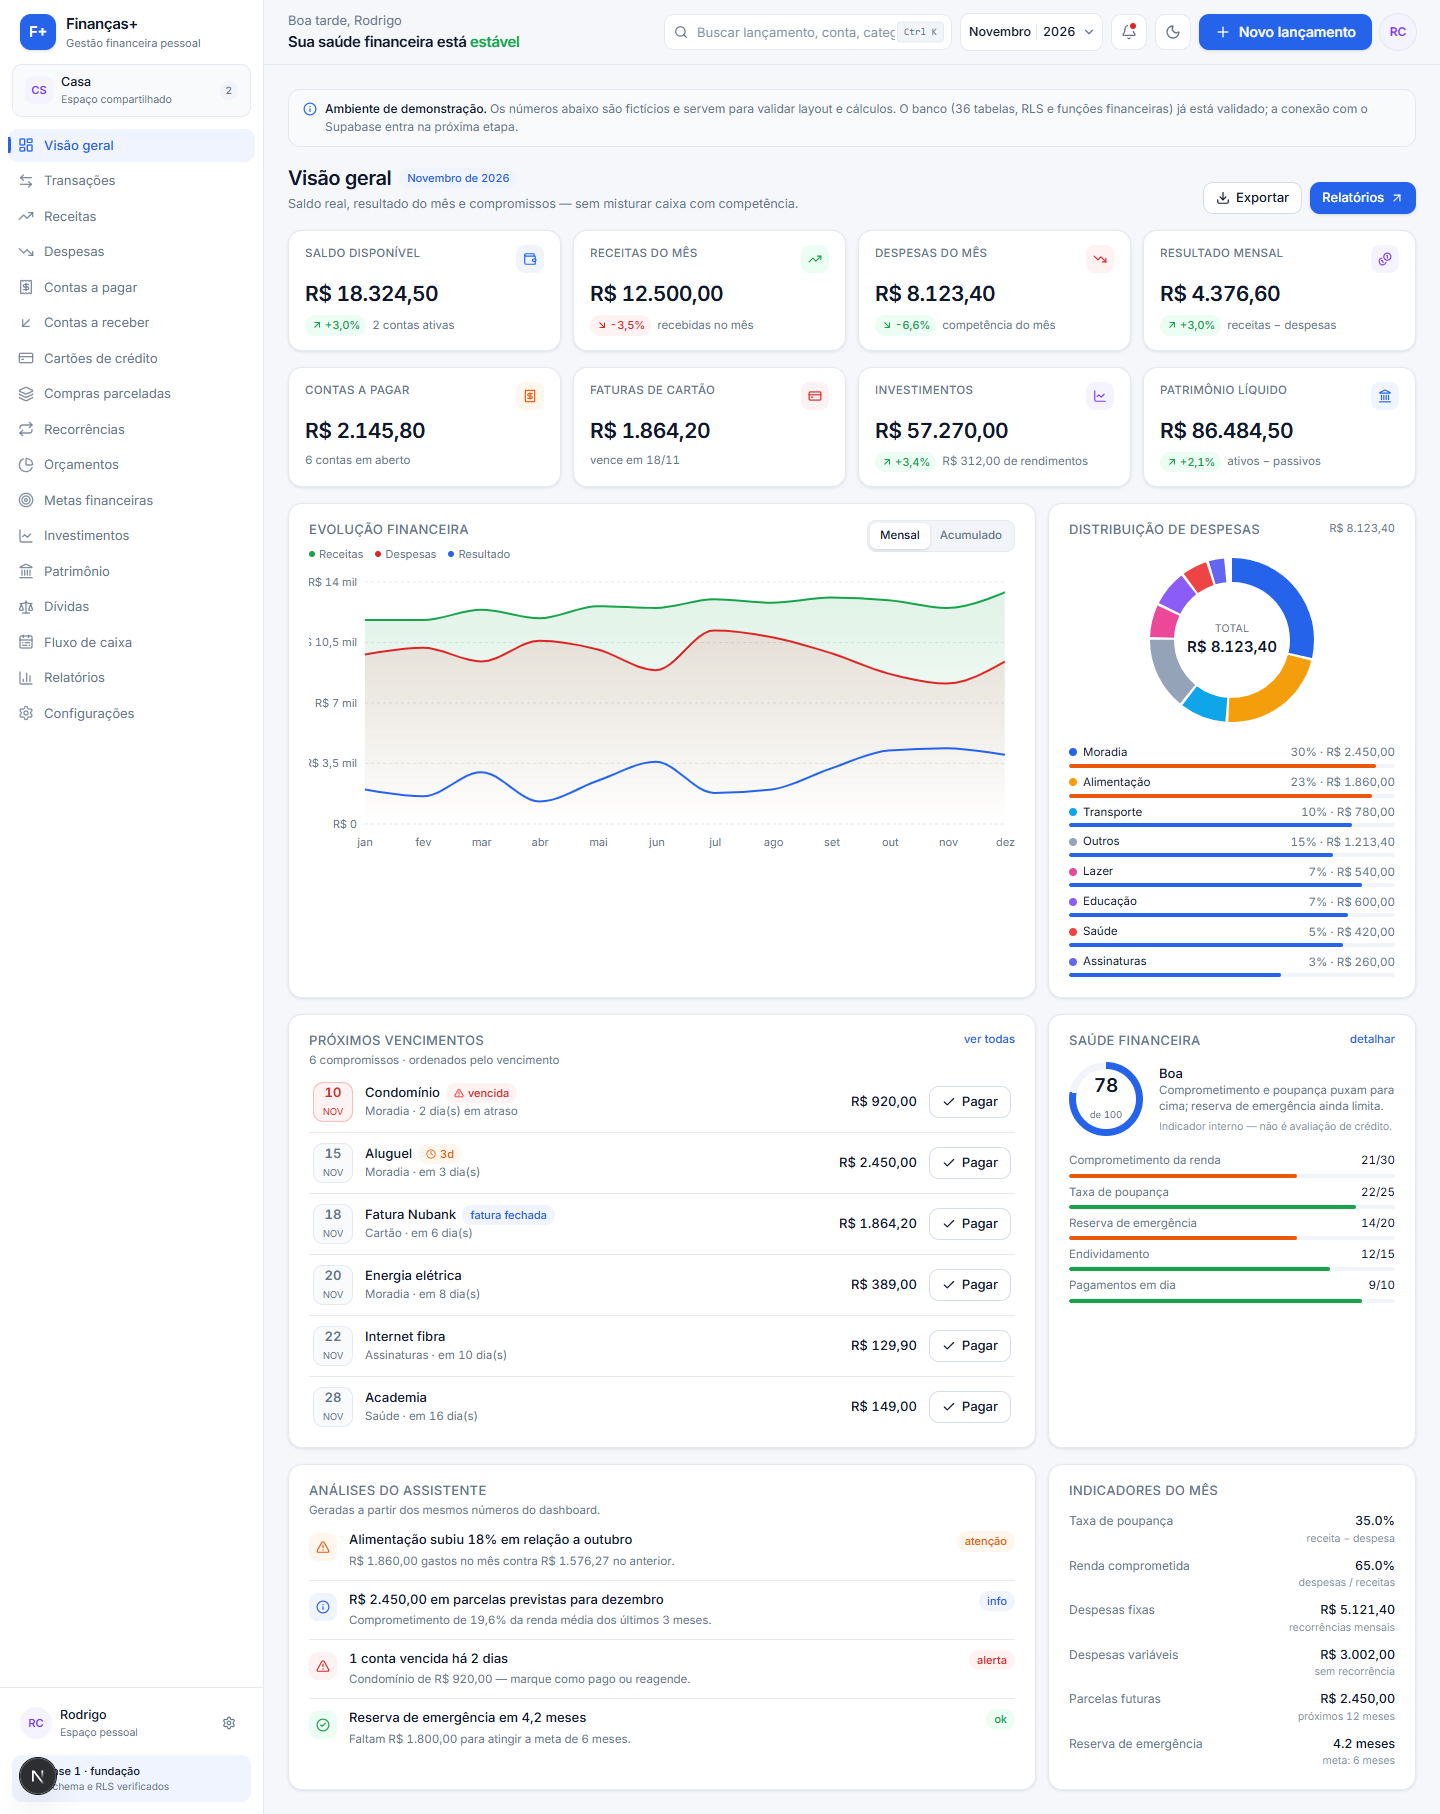 F+
Finanças+
Gestão financeira pessoal
CS
Casa
Espaço compartilhado
2
Visão geral
Transações
Receitas
Despesas
Contas a pagar
Contas a receber
Cartões de crédito
Compras parceladas
Recorrências
Orçamentos
Metas financeiras
Investimentos
Patrimônio
Dívidas
Fluxo de caixa
Relatórios
Configurações
RC
Rodrigo
Espaço pessoal
N
ase 1 · fundação
chema e RLS verificados
Boa tarde, Rodrigo
Sua saúde financeira está estável
Buscar lançamento, conta, categ
Ctrl K
Novembro 2026
Novo lançamento
RC
Ambiente de demonstração. Os números abaixo são fictícios e servem para validar layout e cálculos. O banco (36 tabelas, RLS e funções financeiras) já está validado; a conexão com o
Supabase entra na próxima etapa.
Visão geral
Novembro de 2026
Saldo real, resultado do mês e compromissos — sem misturar caixa com competência.
Exportar
Relatórios
SALDO DISPONÍVEL
R$ 18.324,50
+3,0% 2 contas ativas
RECEITAS DO MÊS
R$ 12.500,00
-3,5% recebidas no mês
DESPESAS DO MÊS
R$ 8.123,40
-6,6% competência do mês
RESULTADO MENSAL
R$ 4.376,60
+3,0% receitas – despesas
CONTAS A PAGAR
R$ 2.145,80
6 contas em aberto
FATURAS DE CARTÃO
R$ 1.864,20
vence em 18/11
INVESTIMENTOS
R$ 57.270,00
+3,4% R$ 312,00 de rendimentos
PATRIMÔNIO LÍQUIDO
R$ 86.484,50
+2,1% ativos – passivos
EVOLUÇÃO FINANCEIRA
Receitas Despesas Resultado
Mensal Acumulado
R$ 14 mil
10,5 mil
R$ 7 mil
R$ 3,5 mil
R$ 0
jan fev mar abr mai jun jul ago set out nov dez
DISTRIBUIÇÃO DE DESPESAS
R$ 8.123,40
TOTAL
R$ 8.123,40
Moradia 30% · R$ 2.450,00
Alimentação 23% · R$ 1.860,00
Transporte 10% · R$ 780,00
Outros 15% · R$ 1.213,40
Lazer 7% · R$ 540,00
Educação 7% · R$ 600,00
Saúde 5% · R$ 420,00
Assinaturas 3% · R$ 260,00
PRÓXIMOS VENCIMENTOS
ver todas
6 compromissos · ordenados pelo vencimento
10 NOV
Condomínio vencida
Moradia · 2 dia(s) em atraso
R$ 920,00 Pagar
15 NOV
Aluguel 3d
Moradia · em 3 dia(s)
R$ 2.450,00 Pagar
18 NOV
Fatura Nubank fatura fechada
Cartão · em 6 dia(s)
R$ 1.864,20 Pagar
20 NOV
Energia elétrica
Moradia · em 8 dia(s)
R$ 389,00 Pagar
22 NOV
Internet fibra
Assinaturas · em 10 dia(s)
R$ 129,90 Pagar
28 NOV
Academia
Saúde · em 16 dia(s)
R$ 149,00 Pagar
SAÚDE FINANCEIRA
detalhar
78
de 100
Boa
Comprometimento e poupança puxam para
cima; reserva de emergência ainda limita.
Indicador interno — não é avaliação de crédito.
Comprometimento da renda 21/30
Taxa de poupança 22/25
Reserva de emergência 14/20
Endividamento 12/15
Pagamentos em dia 9/10
ANÁLISES DO ASSISTENTE
Geradas a partir dos mesmos números do dashboard.
Alimentação subiu 18% em relação a outubro
atenção
R$ 1.860,00 gastos no mês contra R$ 1.576,27 no anterior.
R$ 2.450,00 em parcelas previstas para dezembro
info
Comprometimento de 19,6% da renda média dos últimos 3 meses.
1 conta vencida há 2 dias
alerta
Condomínio de R$ 920,00 — marque como pago ou reagende.
Reserva de emergência em 4,2 meses
ok
Faltam R$ 1.800,00 para atingir a meta de 6 meses.
INDICADORES DO MÊS
Taxa de poupança 35.0%
receita – despesa
Renda comprometida 65.0%
despesas / receitas
Despesas fixas R$ 5.121,40
recorrências mensais
Despesas variáveis R$ 3.002,00
sem recorrência
Parcelas futuras R$ 2.450,00
próximos 12 meses
Reserva de emergência 4.2 meses
meta: 6 meses